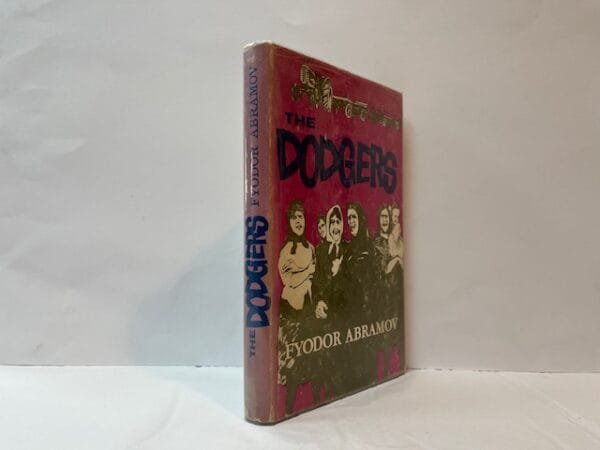 THE
DODGERS
FYODOR ABRAMOV
THE DODGERS FYODOR ABRAMOV